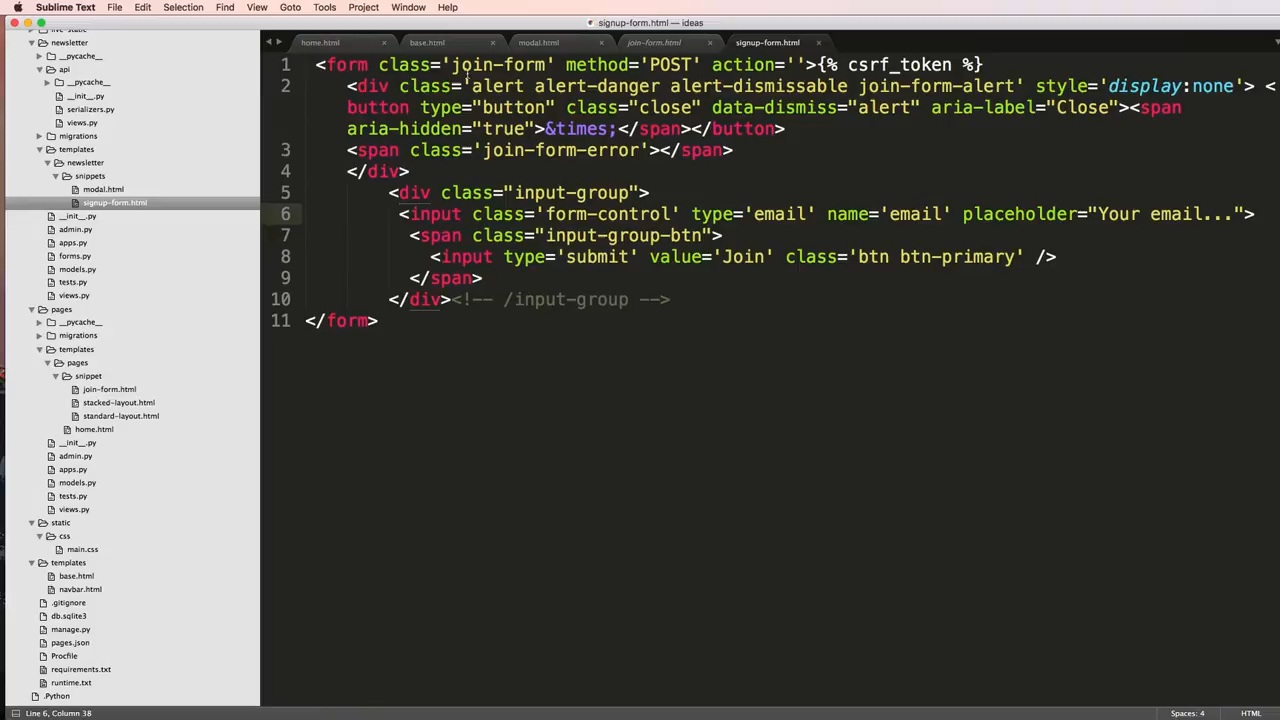 Sublime Text File Edit Selection Find View Goto Tools Project Window Help
signup-form.html — ideas
home.html × base.html × modal.html × join-form.html × signup-form.html ×
live-static
newsletter
__pycache__
api
__pycache__
__init__.py
serializers.py
views.py
migrations
templates
newsletter
snippets
modal.html
signup-form.html
__init__.py
admin.py
apps.py
forms.py
models.py
tests.py
views.py
pages
__pycache__
migrations
templates
pages
snippet
join-form.html
stacked-layout.html
standard-layout.html
home.html
__init__.py
admin.py
apps.py
models.py
tests.py
views.py
static
css
main.css
templates
base.html
navbar.html
.gitignore
db.sqlite3
manage.py
pages.json
Procfile
requirements.txt
runtime.txt
.Python
1 <form class='join-form' method='POST' action=''>{% csrf_token %}
2 <div class='alert alert-danger alert-dismissable join-form-alert' style='display:none'> <
button type="button" class="close" data-dismiss="alert" aria-label="Close"><span
aria-hidden="true">&times;</span></button>
3 <span class='join-form-error'></span>
4 </div>
5 <div class="input-group">
6 <input class='form-control' type='email' name='email' placeholder="Your email...">
7 <span class="input-group-btn">
8 <input type='submit' value='Join' class='btn btn-primary' />
9 </span>
10 </div><!-- /input-group -->
11 </form>
Line 6, Column 38
Spaces: 4
HTML